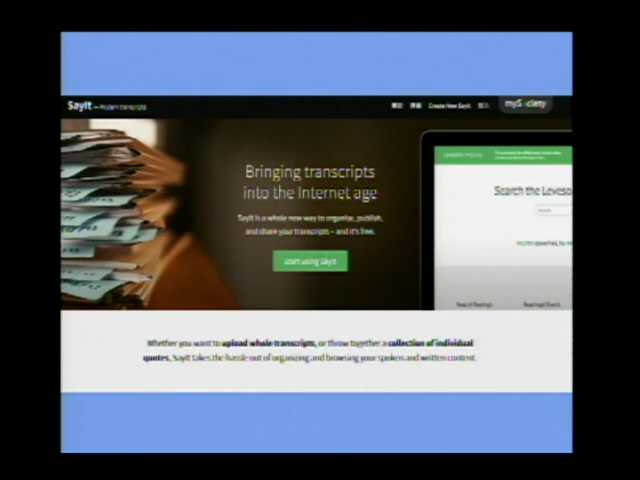 SayIt — Modern transcripts
Create New SayIt
mySociety
Bringing transcripts
into the Internet age
SayIt is a whole new way to organise, publish,
and share your transcripts – and it's free.
Start using SayIt
Search the Leveso
Whether you want to upload whole transcripts, or throw together a collection of individual
quotes, SayIt takes the hassle out of organizing and browsing your spoken and written content.